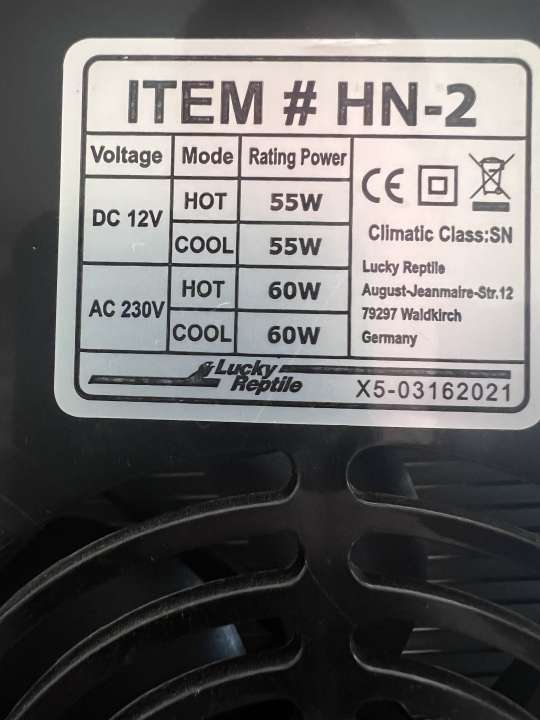 ITEM # HN-2
Voltage Mode Rating Power
DC 12V HOT 55W
COOL 55W
AC 230V HOT 60W
COOL 60W
CE
Climatic Class:SN
Lucky Reptile
August-Jeanmaire-Str.12
79297 Waldkirch
Germany
Lucky
Reptile
X5-03162021